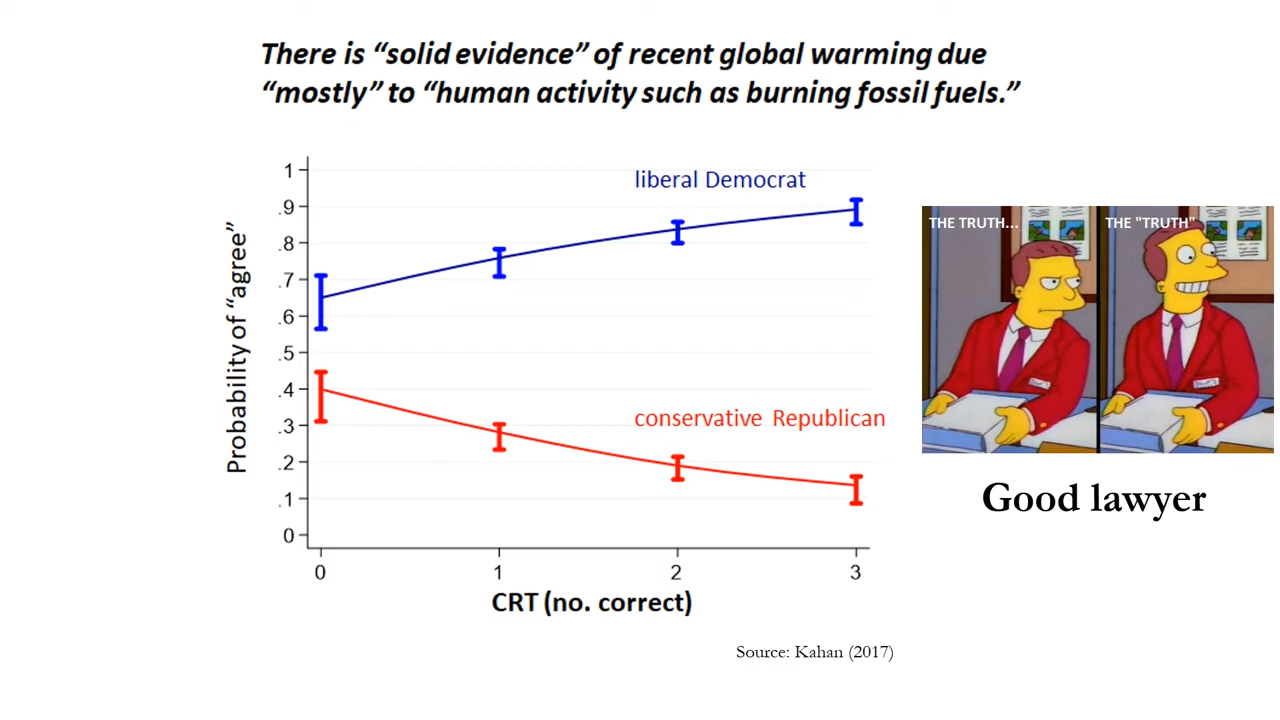 There is “solid evidence” of recent global warming due
“mostly” to “human activity such as burning fossil fuels.”
Probability of “agree”
1
.9
.8
.7
.6
.5
.4
.3
.2
.1
0
liberal Democrat
conservative Republican
0 1 2 3
CRT (no. correct)
THE TRUTH... THE "TRUTH"
Good lawyer
Source: Kahan (2017)